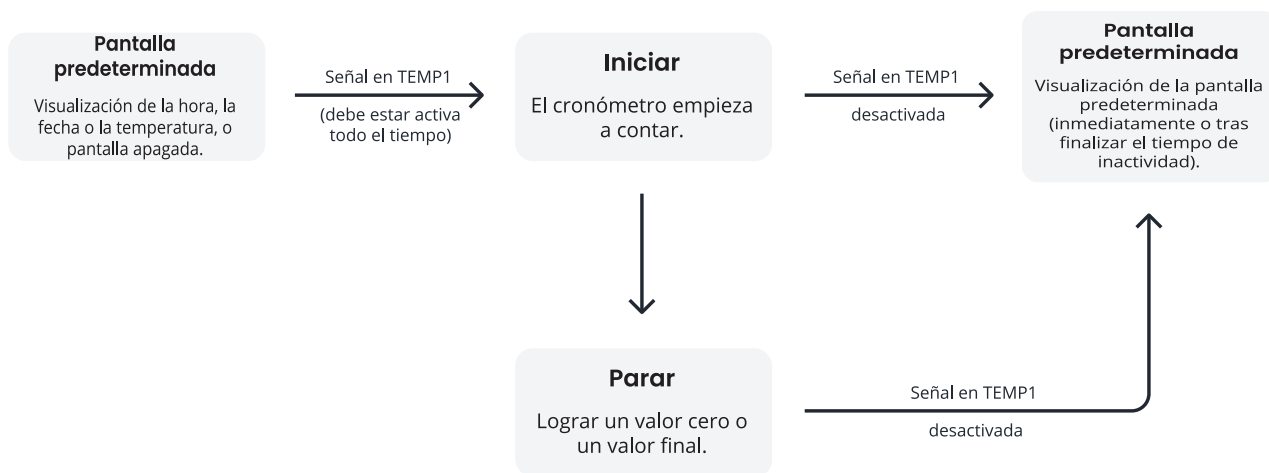 Pantalla
predeterminada
Visualización de la hora, la
fecha o la temperatura, o
pantalla apagada.
Señal en TEMP1
(debe estar activa
todo el tiempo)
Iniciar
El cronómetro empieza
a contar.
Señal en TEMP1
desactivada
Pantalla
predeterminada
Visualización de la pantalla
predeterminada
(inmediatamente o tras
finalizar el tiempo de
inactividad).
Parar
Lograr un valor cero o
un valor final.
Señal en TEMP1
desactivada